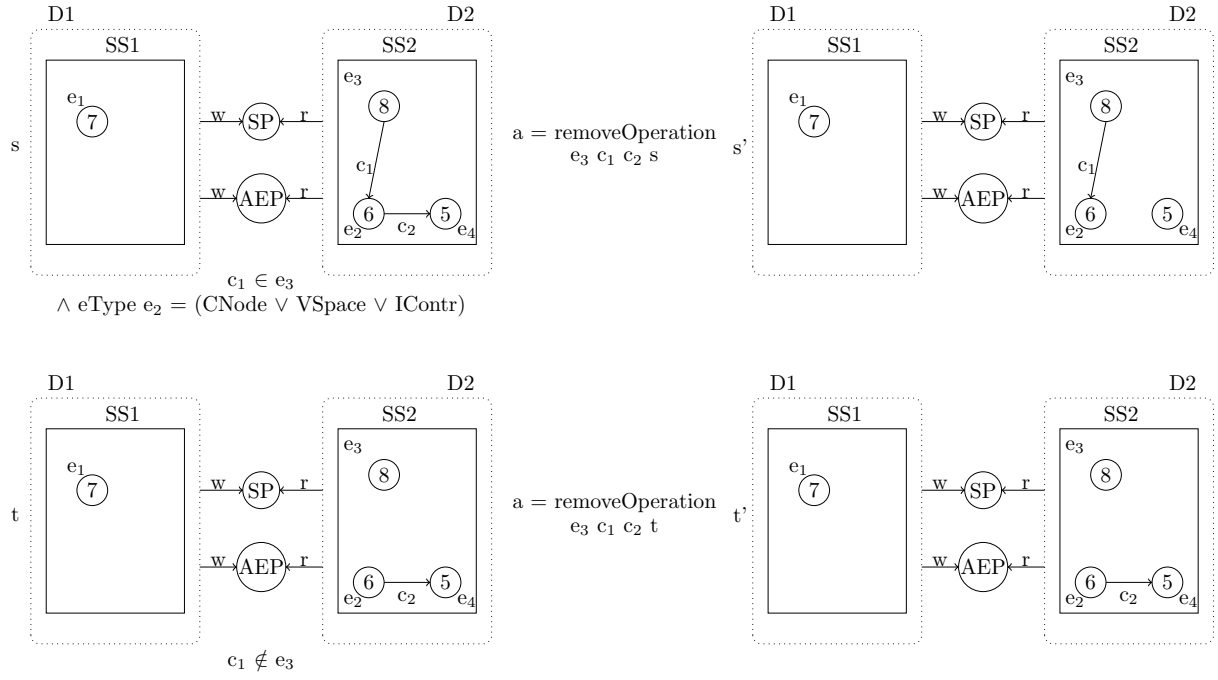 D1 D2 D1 D2
SS1 SS2 SS1 SS2
e₃ e₃
e₁ 8 e₁ 8
7 w SP r 7 w SP r
a = removeOperation
s e₃ c₁ c₂ s s'
c₁ c₁
w AEP r w AEP r
6 5 6 5
e₂ c₂ e₄ e₂ e₄
c₁ ∈ e₃
∧ eType e₂ = (CNode ∨ VSpace ∨ IContr)
D1 D2 D1 D2
SS1 SS2 SS1 SS2
e₃ e₃
e₁ 8 e₁ 8
7 w SP r 7 w SP r
a = removeOperation
t e₃ c₁ c₂ t t'
w AEP r w AEP r
6 5 6 5
e₂ c₂ e₄ e₂ c₂ e₄
c₁ ∉ e₃